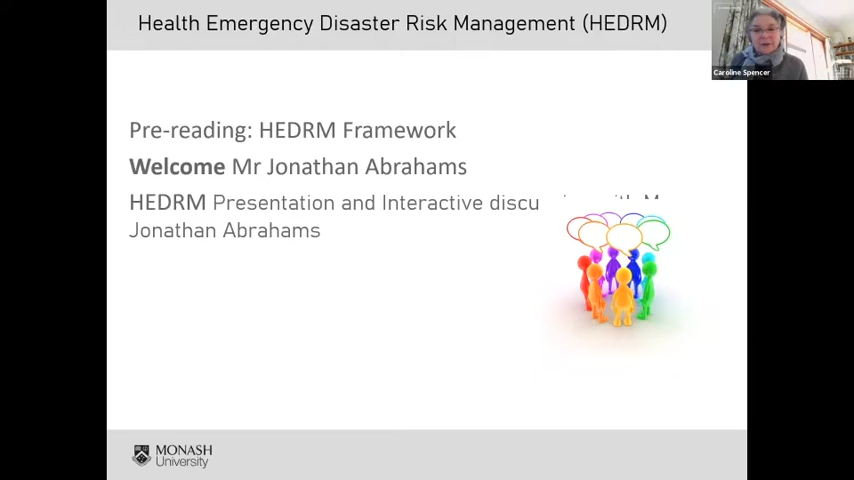 Health Emergency Disaster Risk Management (HEDRM)
Caroline Spencer
Pre-reading: HEDRM Framework
Welcome Mr Jonathan Abrahams
HEDRM Presentation and Interactive discu
Jonathan Abrahams
MONASH
University